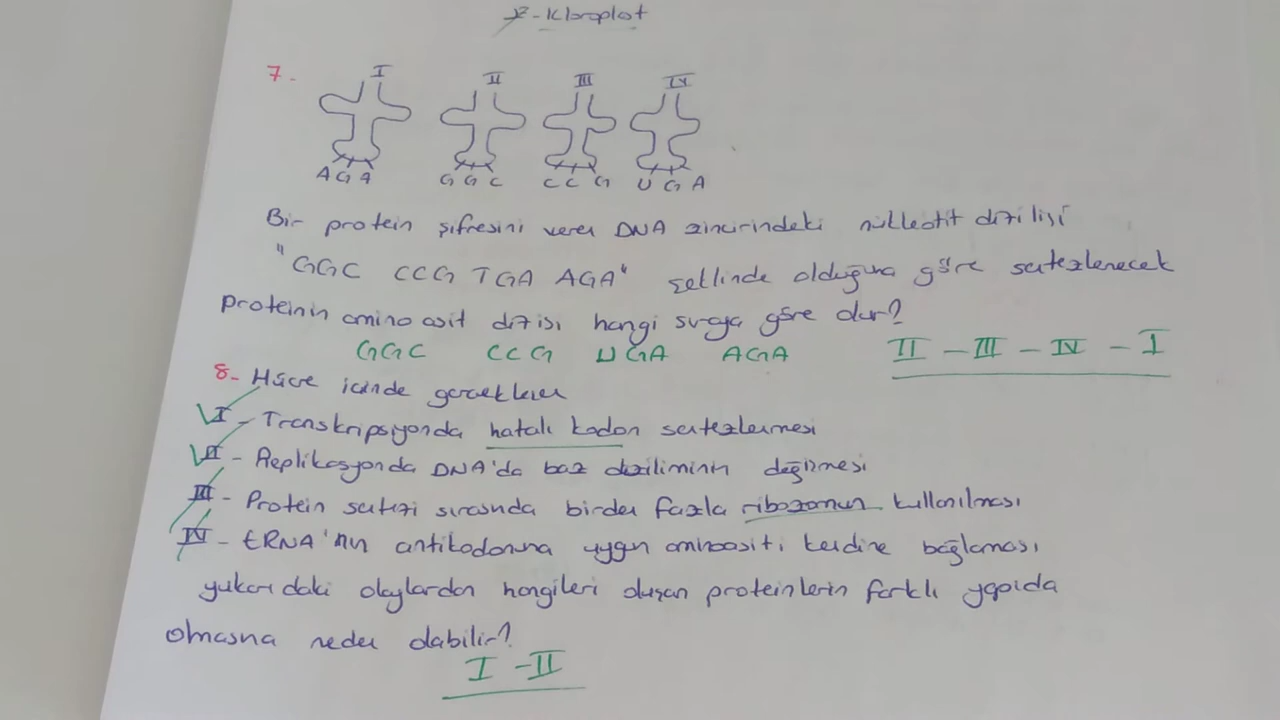 7-Kloroplast
7-
I II III IV
AGA GGC CCG UGA
Bir protein şifresini veren DNA zincirindeki nükleotit dizilişi
"GGC CCG TGA AGA" şeklinde olduğuna göre sentezlenecek
proteinin amino asit dizisi hangi sıraya göre olur?
GGC CCG UGA AGA II - III - IV - I
8- Hücre içinde gerçekleşen
I - Transkripsiyonda hatalı kodon sentezlenmesi
II - Replikasyonda DNA'da baz diziliminin değişmesi
III - Protein sentezi sırasında birden fazla ribozomun kullanılması
IV - tRNA'nın antikodonuna uygun aminoasiti kendine bağlaması
yukarıdaki olaylardan hangileri oluşan proteinlerin farklı yapıda
olmasına neden olabilir?
I - II